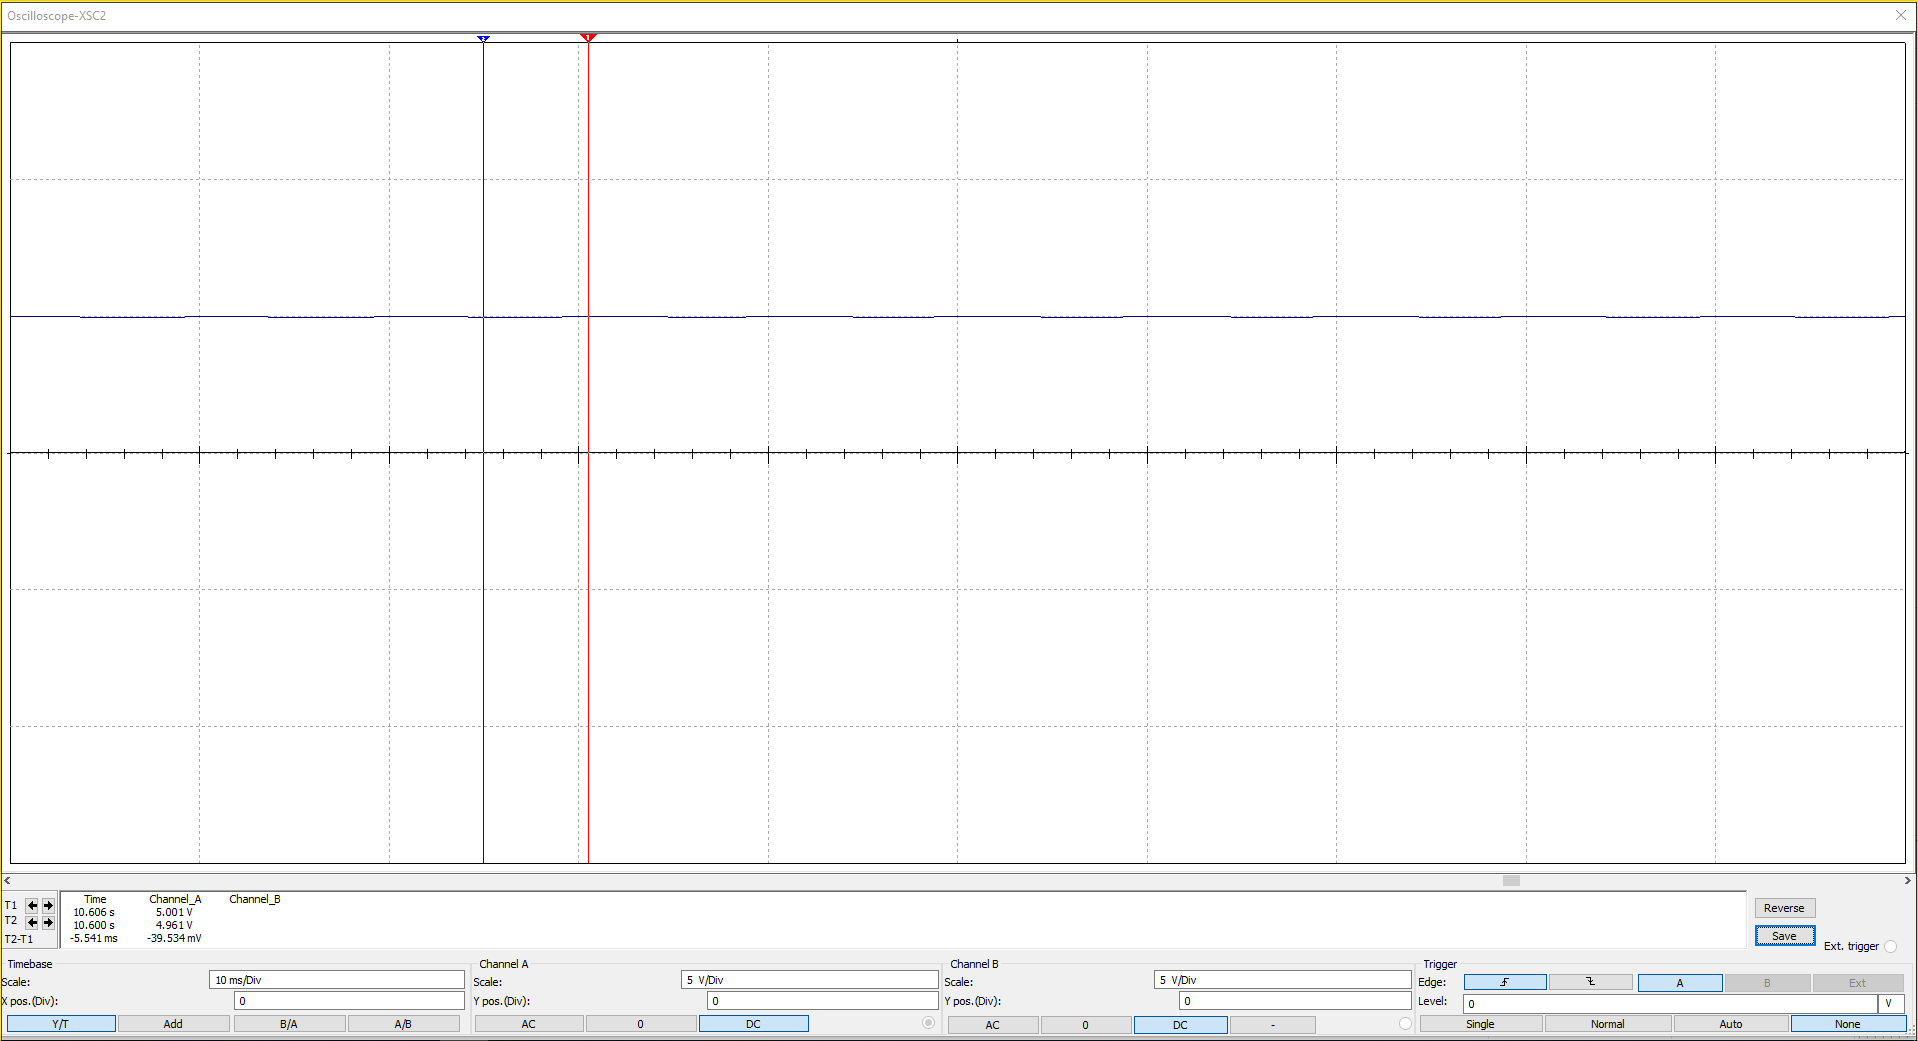 Oscilloscope-XSC2
2 1
Time Channel_A Channel_B
T1 10.606 s 5.001 V
T2 10.600 s 4.961 V
T2-T1 -5.541 ms -39.534 mV
Reverse
Save
Ext. trigger
Timebase
Scale: 10 ms/Div
X pos.(Div): 0
Y/T Add B/A A/B
Channel A
Scale: 5 V/Div
Y pos.(Div): 0
AC 0 DC
Channel B
Scale: 5 V/Div
Y pos.(Div): 0
AC 0 DC -
Trigger
Edge: A B Ext
Level: 0 V
Single Normal Auto None